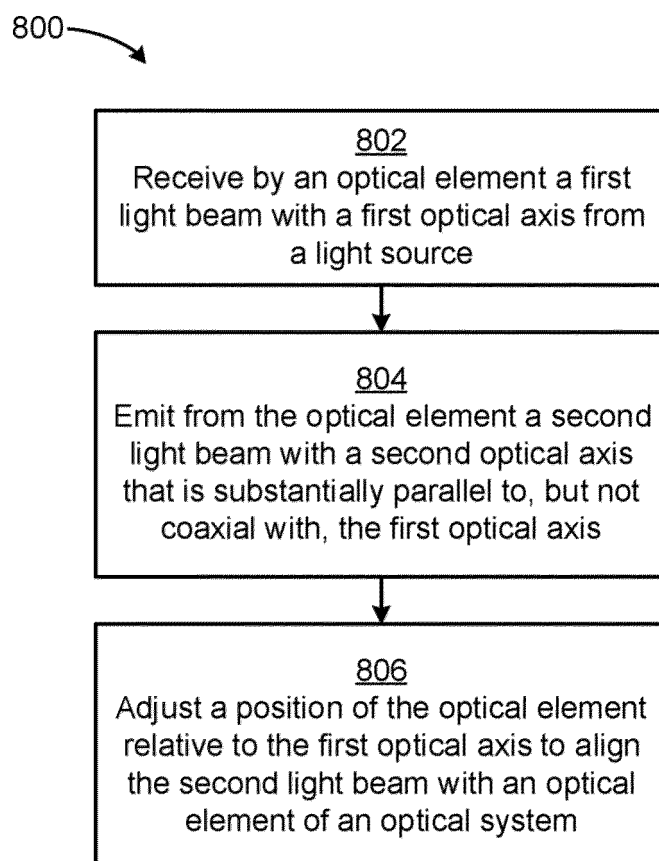 800
802
Receive by an optical element a first
light beam with a first optical axis from
a light source
804
Emit from the optical element a second
light beam with a second optical axis
that is substantially parallel to, but not
coaxial with, the first optical axis
806
Adjust a position of the optical element
relative to the first optical axis to align
the second light beam with an optical
element of an optical system